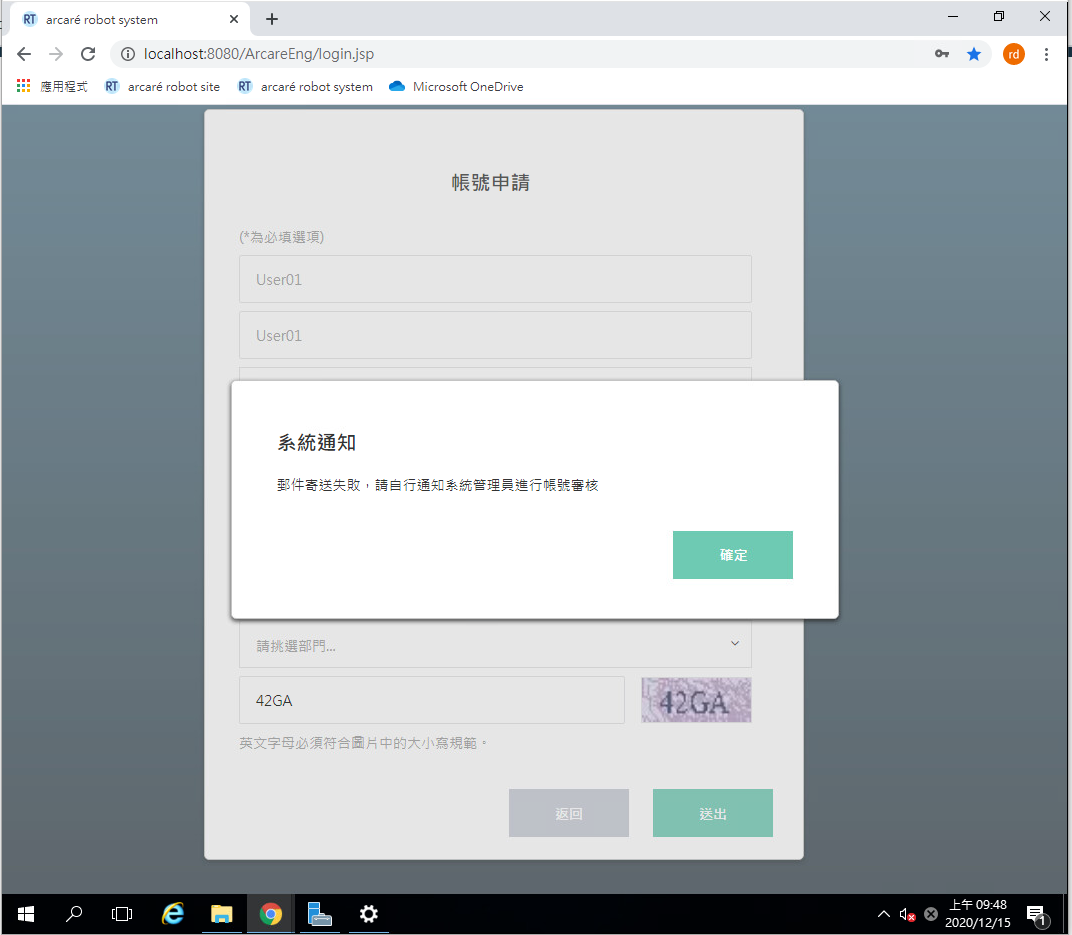 RT arcaré robot system
localhost:8080/ArcareEng/login.jsp
rd
應用程式 RT arcaré robot site RT arcaré robot system Microsoft OneDrive
帳號申請
(*為必填選項)
User01
User01
系統通知
郵件寄送失敗，請自行通知系統管理員進行帳號審核
確定
請挑選部門...
42GA
42GA
英文字母必須符合圖片中的大小寫規範。
返回
送出
上午 09:48
2020/12/15
1